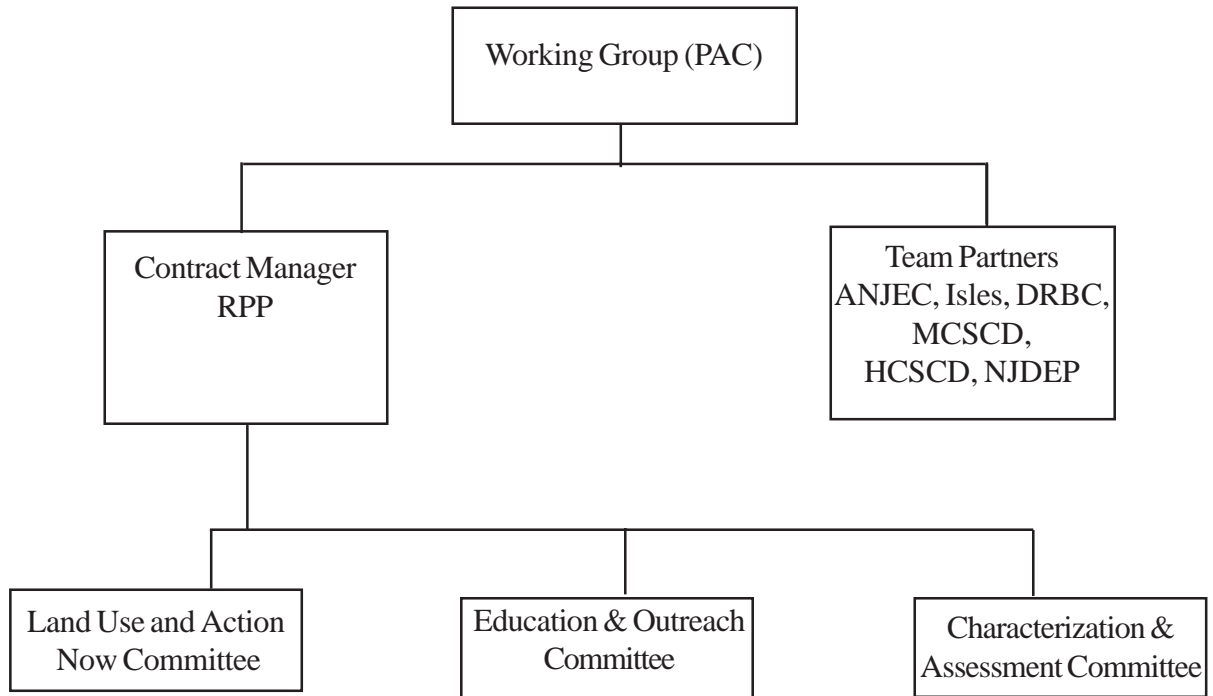 Working Group (PAC)
Contract Manager
RPP
Team Partners
ANJEC, Isles, DRBC,
MCSCD,
HCSCD, NJDEP
Land Use and Action
Now Committee
Education & Outreach
Committee
Characterization &
Assessment Committee